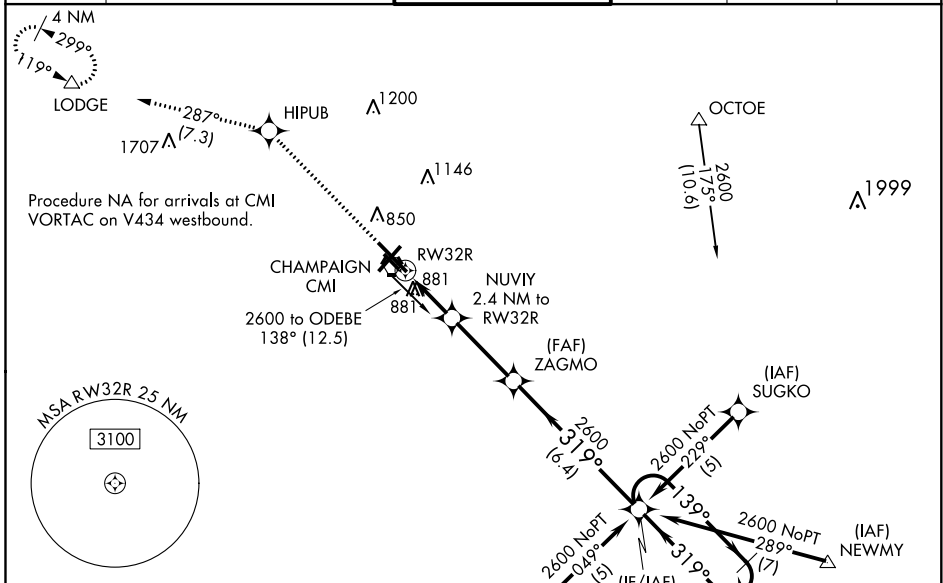 4 NM
299°
119°
LODGE
287°
(7.3)
HIPUB
1200
1707
1146
OCTOE
2600
175°
(10.6)
1999
Procedure NA for arrivals at CMI
VORTAC on V434 westbound.
850
RW32R
CHAMPAIGN
CMI
881
881
NUVIY
2.4 NM to
RW32R
2600 to ODEBE
138° (12.5)
(FAF)
ZAGMO
(IAF)
SUGKO
MSA RW32R 25 NM
3100
2600
319°
(6.4)
2600 NoPT
229°
(5)
139°
2600 NoPT
289°
(7)
(IAF)
NEWMY
2600 NoPT
049°
(5)
319°
(IF/IAF)